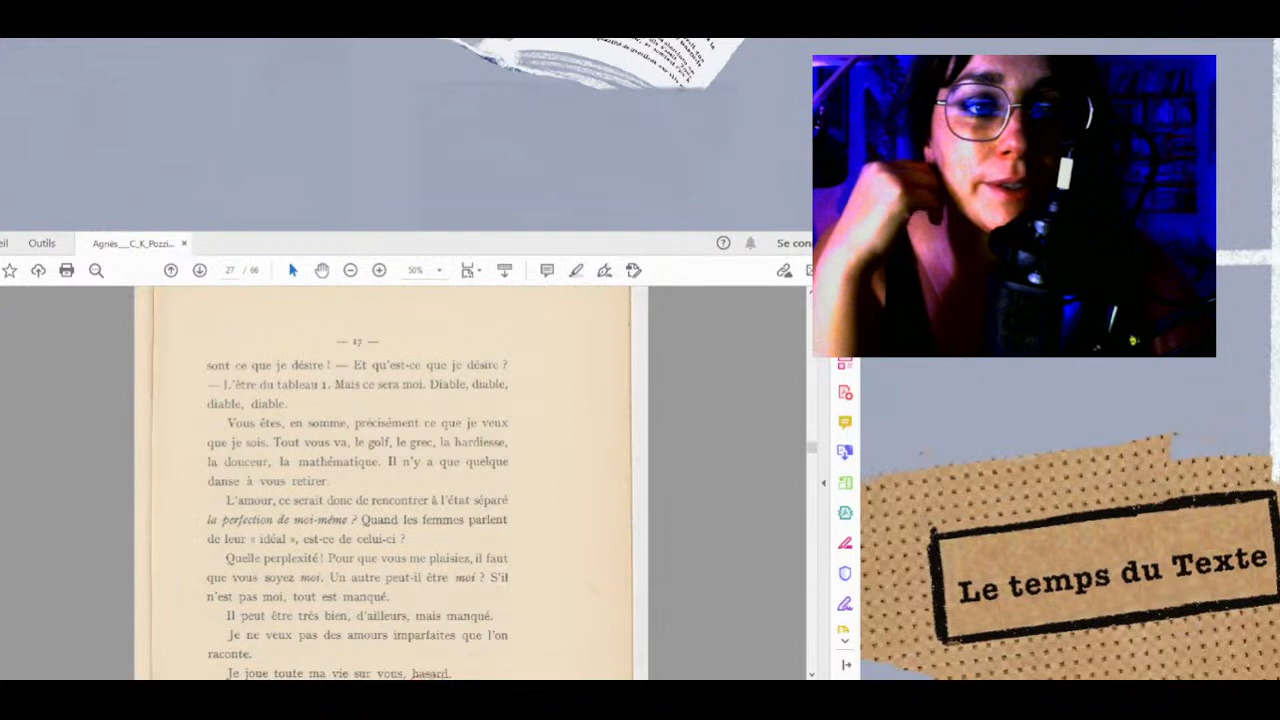 eil Outils Agnès__C_K_Pozzi... × Se con
27 / 66 50%
— 17 —
sont ce que je désire ! — Et qu'est-ce que je désire ?
— L'être du tableau 1. Mais ce sera moi. Diable, diable,
diable, diable.
Vous êtes, en somme, précisément ce que je veux
que je sois. Tout vous va, le golf, le grec, la hardiesse,
la douceur, la mathématique. Il n'y a que quelque
danse à vous retirer.
L'amour, ce serait donc de rencontrer à l'état séparé
la perfection de moi-même ? Quand les femmes parlent
de leur « idéal », est-ce de celui-ci ?
Quelle perplexité ! Pour que vous me plaisiez, il faut
que vous soyez moi. Un autre peut-il être moi ? S'il
n'est pas moi, tout est manqué.
Il peut être très bien, d'ailleurs, mais manqué.
Je ne veux pas des amours imparfaites que l'on
raconte.
Je joue toute ma vie sur vous, hasard.
Le temps du Texte